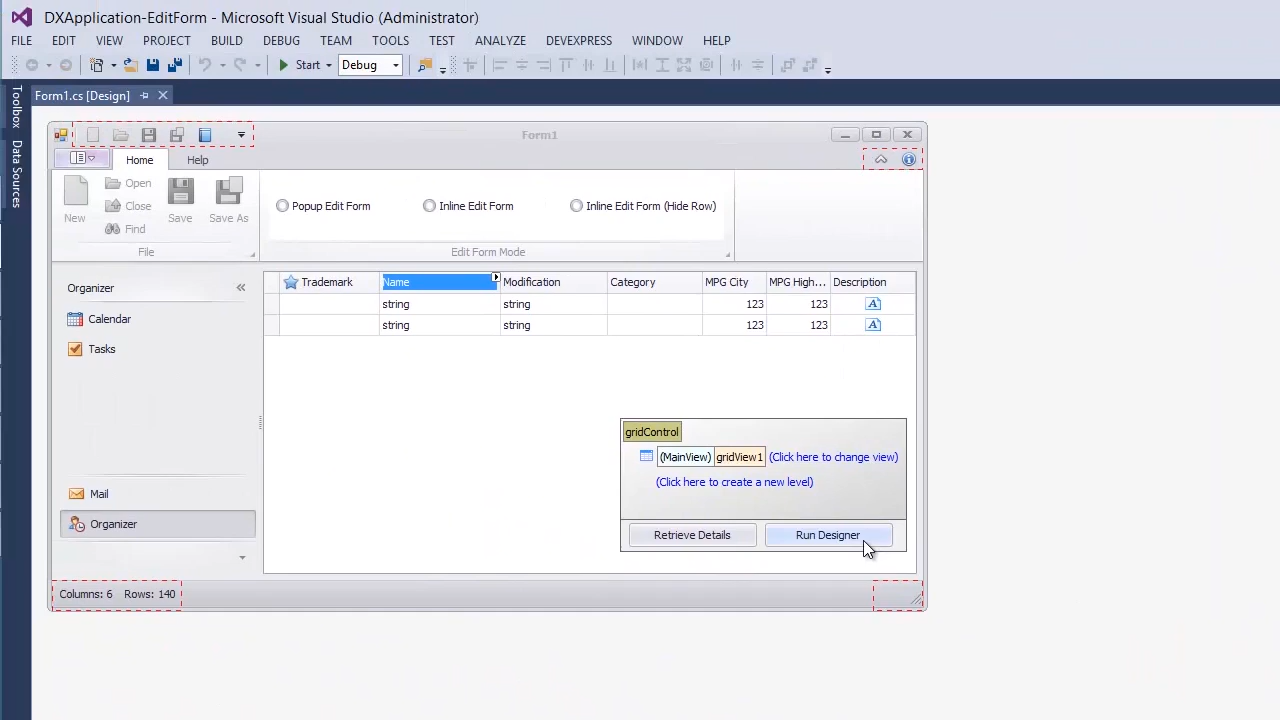 DXApplication-EditForm - Microsoft Visual Studio (Administrator)
FILE EDIT VIEW PROJECT BUILD DEBUG TEAM TOOLS TEST ANALYZE DEVEXPRESS WINDOW HELP
Start Debug
Toolbox
Data Sources
Form1.cs [Design]
Form1
Home Help
New
Open
Close
Find
Save
Save As
File
Popup Edit Form Inline Edit Form Inline Edit Form (Hide Row)
Edit Form Mode
Organizer
Calendar
Tasks
Mail
Organizer
Trademark Name Modification Category MPG City MPG High... Description
string string 123 123 A
string string 123 123 A
gridControl
(MainView) gridView1 (Click here to change view)
(Click here to create a new level)
Retrieve Details Run Designer
Columns: 6 Rows: 140